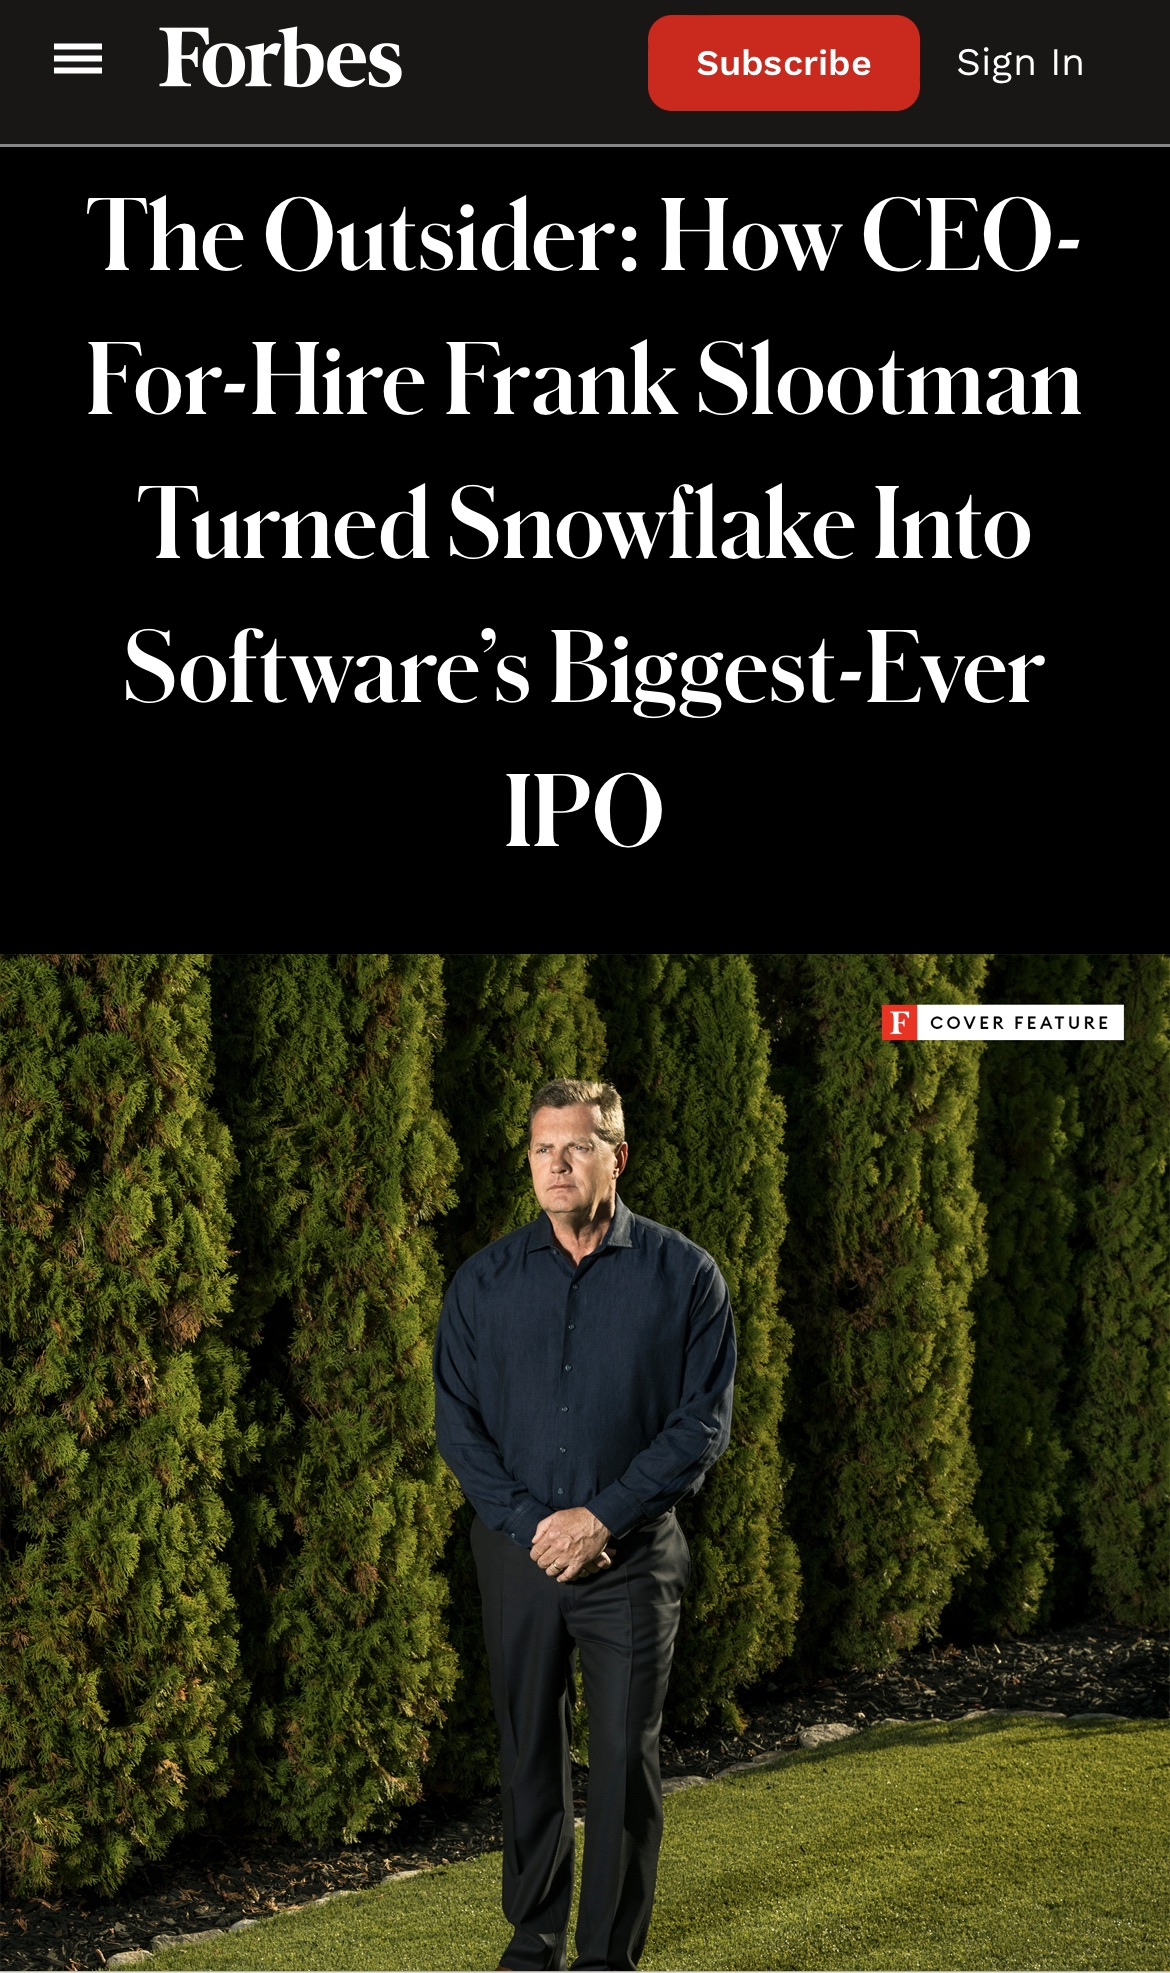 Forbes
Subscribe
Sign In
The Outsider: How CEO-
For-Hire Frank Slootman
Turned Snowflake Into
Software’s Biggest-Ever
IPO
F COVER FEATURE